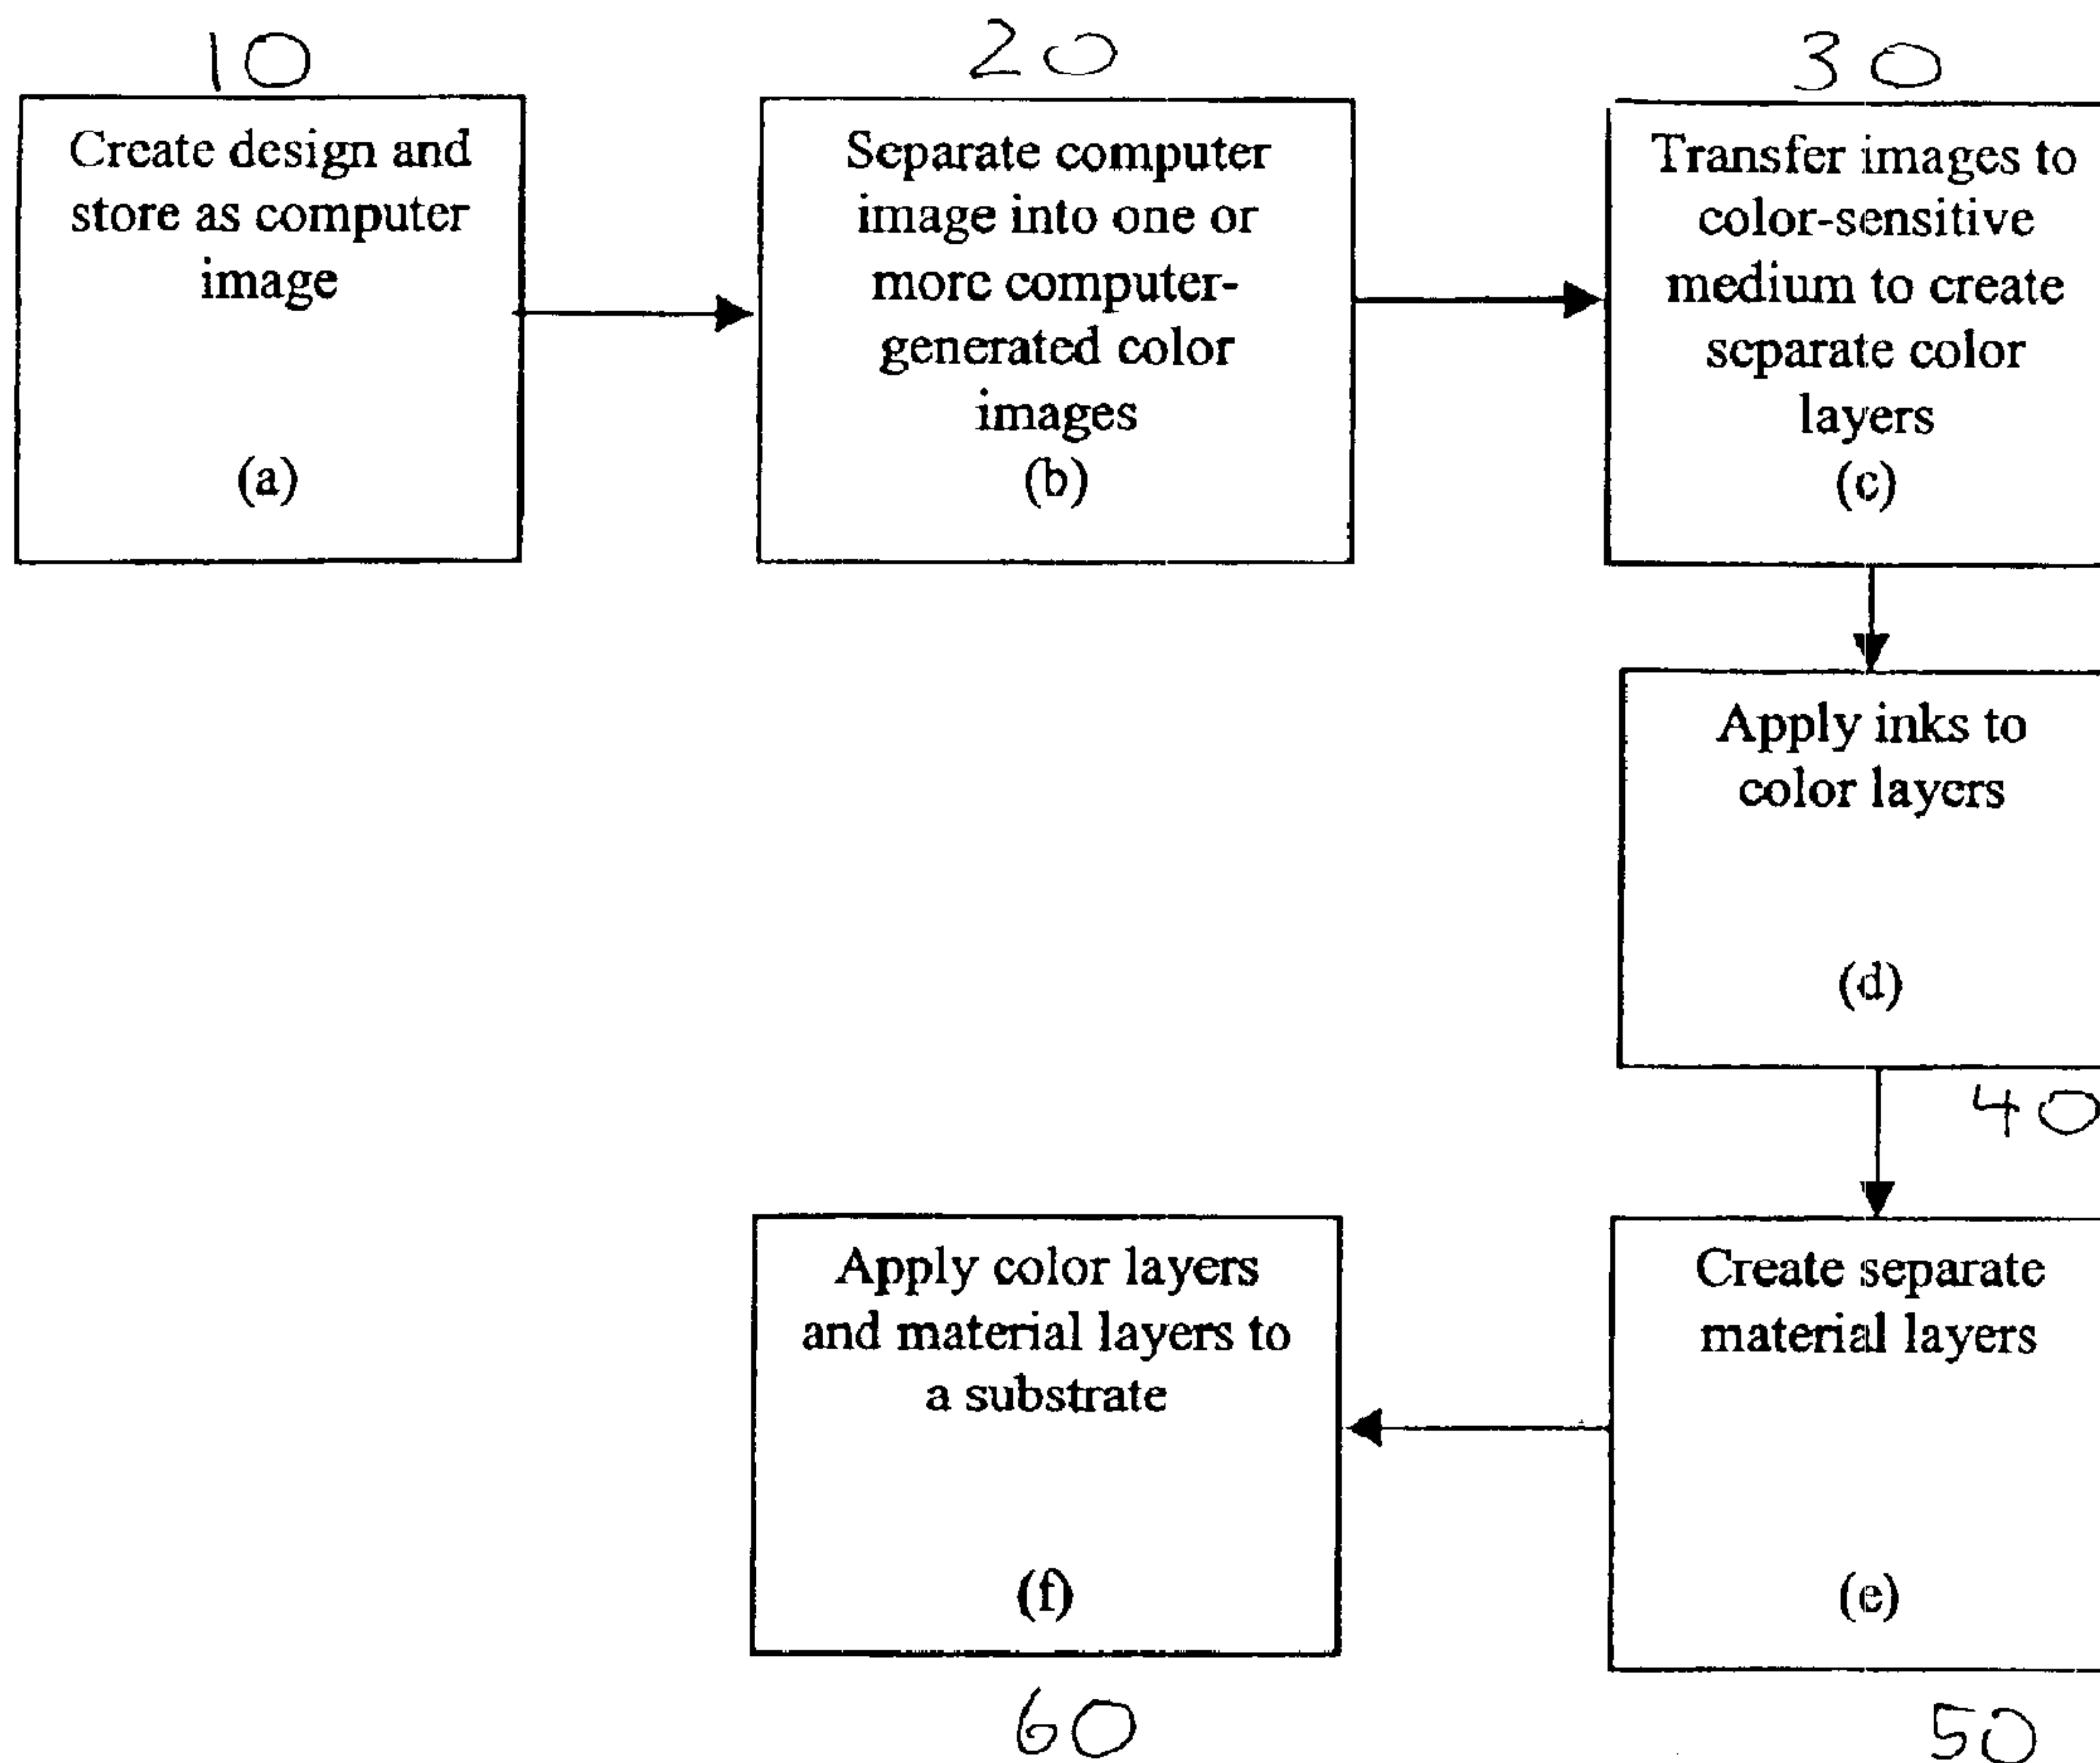 10
Create design and
store as computer
image
(a)
20
Separate computer
image into one or
more computer-
generated color
images
(b)
30
Transfer images to
color-sensitive
medium to create
separate color
layers
(c)
Apply inks to
color layers
(d)
40
Create separate
material layers
(e)
50
Apply color layers
and material layers to
a substrate
(f)
60